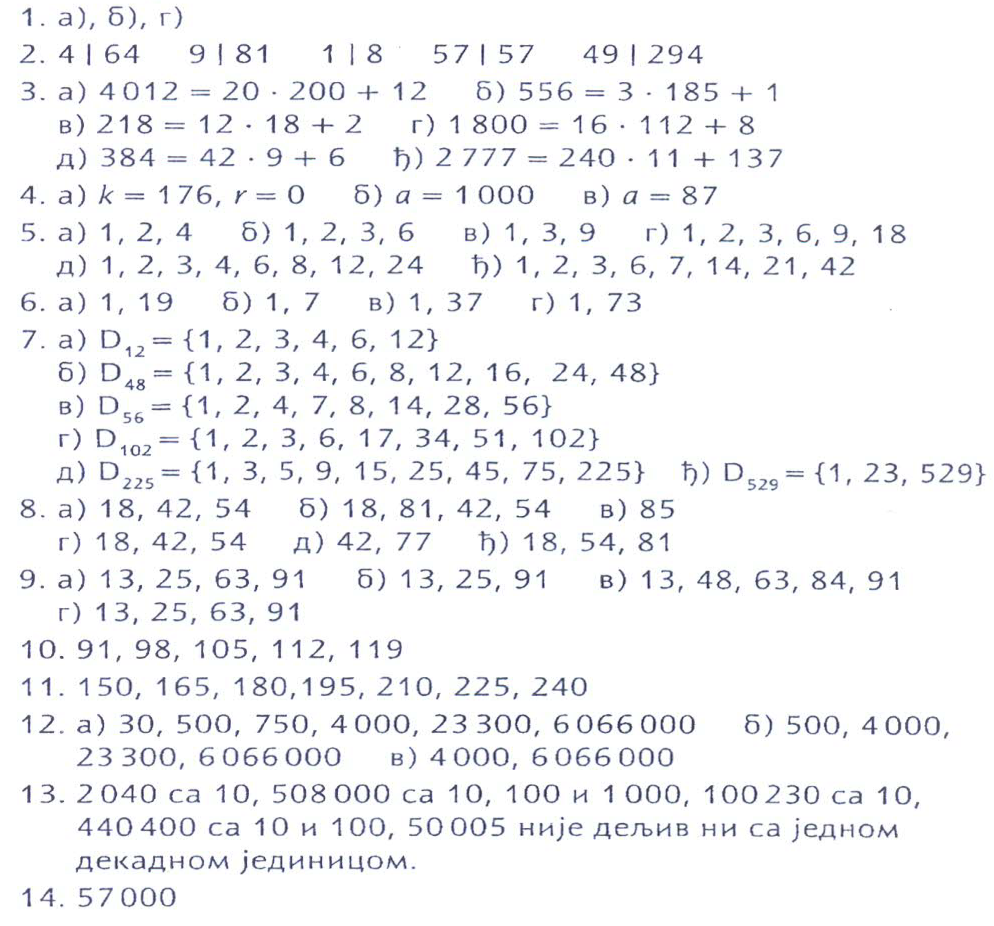 1. а), б), г)
2. 4 | 64 9 | 81 1 | 8 57 | 57 49 | 294
3. а) 4 012 = 20 · 200 + 12 б) 556 = 3 · 185 + 1
в) 218 = 12 · 18 + 2 г) 1 800 = 16 · 112 + 8
д) 384 = 42 · 9 + 6 ђ) 2 777 = 240 · 11 + 137
4. а) k = 176, r = 0 б) a = 1 000 в) a = 87
5. а) 1, 2, 4 б) 1, 2, 3, 6 в) 1, 3, 9 г) 1, 2, 3, 6, 9, 18
д) 1, 2, 3, 4, 6, 8, 12, 24 ђ) 1, 2, 3, 6, 7, 14, 21, 42
6. а) 1, 19 б) 1, 7 в) 1, 37 г) 1, 73
7. а) D₁₂ = {1, 2, 3, 4, 6, 12}
б) D₄₈ = {1, 2, 3, 4, 6, 8, 12, 16, 24, 48}
в) D₅₆ = {1, 2, 4, 7, 8, 14, 28, 56}
г) D₁₀₂ = {1, 2, 3, 6, 17, 34, 51, 102}
д) D₂₂₅ = {1, 3, 5, 9, 15, 25, 45, 75, 225} ђ) D₅₂₉ = {1, 23, 529}
8. а) 18, 42, 54 б) 18, 81, 42, 54 в) 85
г) 18, 42, 54 д) 42, 77 ђ) 18, 54, 81
9. а) 13, 25, 63, 91 б) 13, 25, 91 в) 13, 48, 63, 84, 91
г) 13, 25, 63, 91
10. 91, 98, 105, 112, 119
11. 150, 165, 180,195, 210, 225, 240
12. а) 30, 500, 750, 4 000, 23 300, 6 066 000 б) 500, 4 000,
23 300, 6 066 000 в) 4 000, 6 066 000
13. 2 040 са 10, 508 000 са 10, 100 и 1 000, 100 230 са 10,
440 400 са 10 и 100, 50 005 није дељив ни са једном
декадном јединицом.
14. 57 000